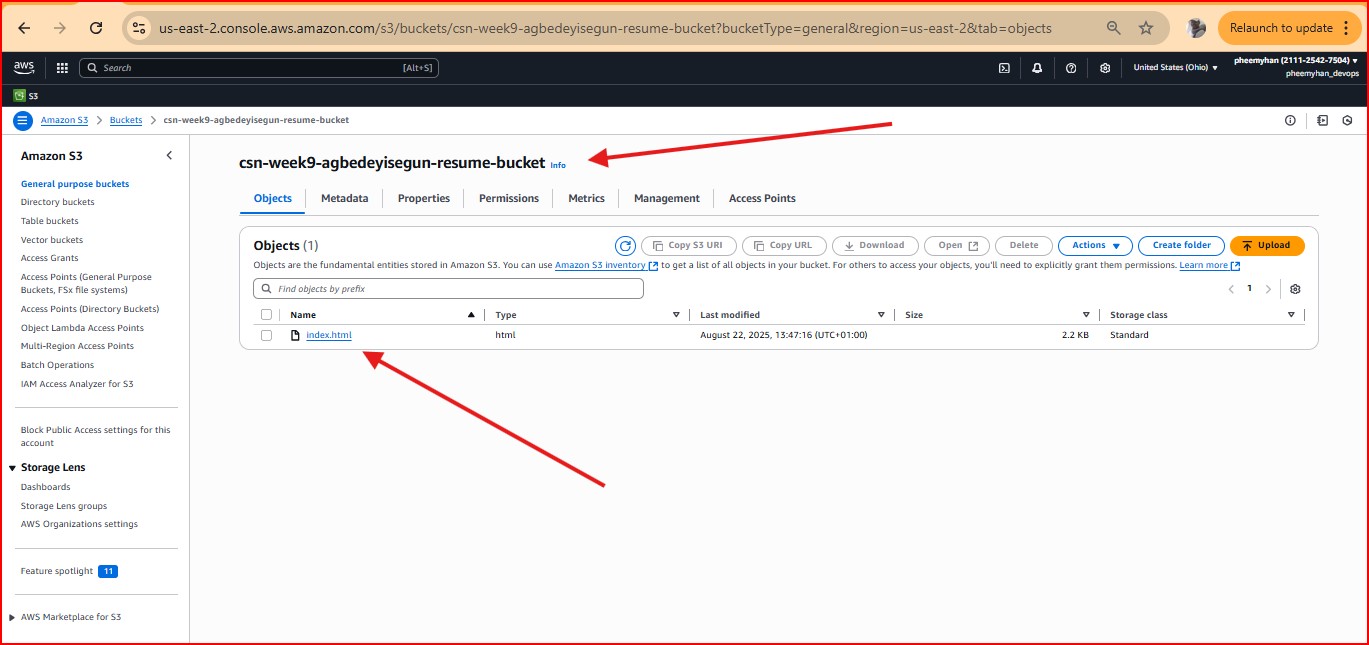 us-east-2.console.aws.amazon.com/s3/buckets/csn-week9-agbedeyisegun-resume-bucket?bucketType=general&region=us-east-2&tab=objects
Relaunch to update
aws
Search
[Alt+S]
United States (Ohio)
pheemyhan (2111-2542-7504)
pheemyhan_devops
S3
Amazon S3
Buckets
csn-week9-agbedeyisegun-resume-bucket
Amazon S3
General purpose buckets
Directory buckets
Table buckets
Vector buckets
Access Grants
Access Points (General Purpose
Buckets, FSx file systems)
Access Points (Directory Buckets)
Object Lambda Access Points
Multi-Region Access Points
Batch Operations
IAM Access Analyzer for S3
Block Public Access settings for this
account
Storage Lens
Dashboards
Storage Lens groups
AWS Organizations settings
Feature spotlight 11
AWS Marketplace for S3
csn-week9-agbedeyisegun-resume-bucket Info
Objects Metadata Properties Permissions Metrics Management Access Points
Objects (1)
Copy S3 URI Copy URL Download Open Delete Actions Create folder Upload
Objects are the fundamental entities stored in Amazon S3. You can use Amazon S3 inventory to get a list of all objects in your bucket. For others to access your objects, you'll need to explicitly grant them permissions. Learn more
Find objects by prefix
1
Name Type Last modified Size Storage class
index.html html August 22, 2025, 13:47:16 (UTC+01:00) 2.2 KB Standard